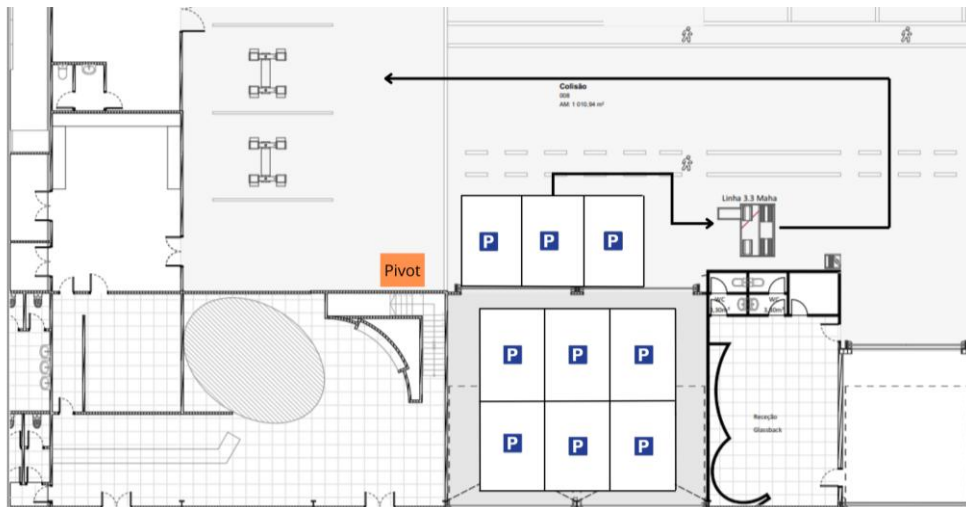 Colisão
008
AM: 1 010,94 m²
Linha 3.3 Maha
P P P
Pivot
WC WC
P P P
Receção
Glassback
P P P